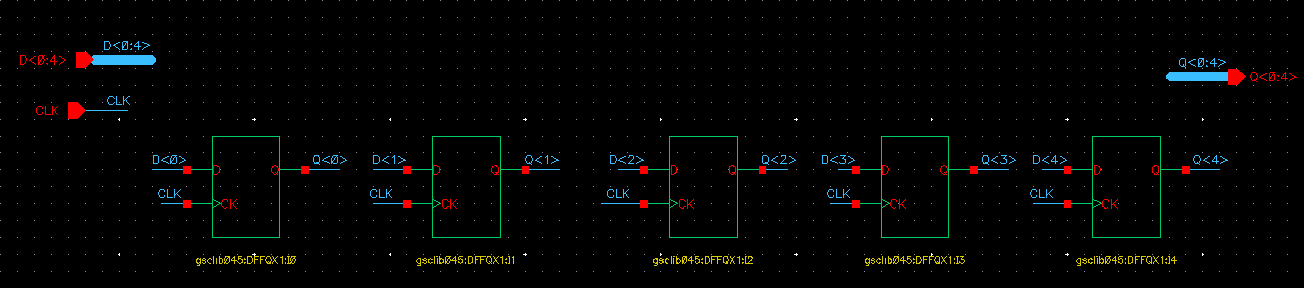 D<0:4>
D<0:4>
Q<0:4>
Q<0:4>
CLK
CLK
D<0> Q<0> D<1> Q<1> D<2> Q<2> D<3> Q<3> D<4> Q<4>
D Q D Q D Q D Q D Q
CLK CLK CLK CLK CLK
CK CK CK CK CK
gsclib045:DFFQX1:I0 gsclib045:DFFQX1:I1 gsclib045:DFFQX1:I2 gsclib045:DFFQX1:I3 gsclib045:DFFQX1:I4